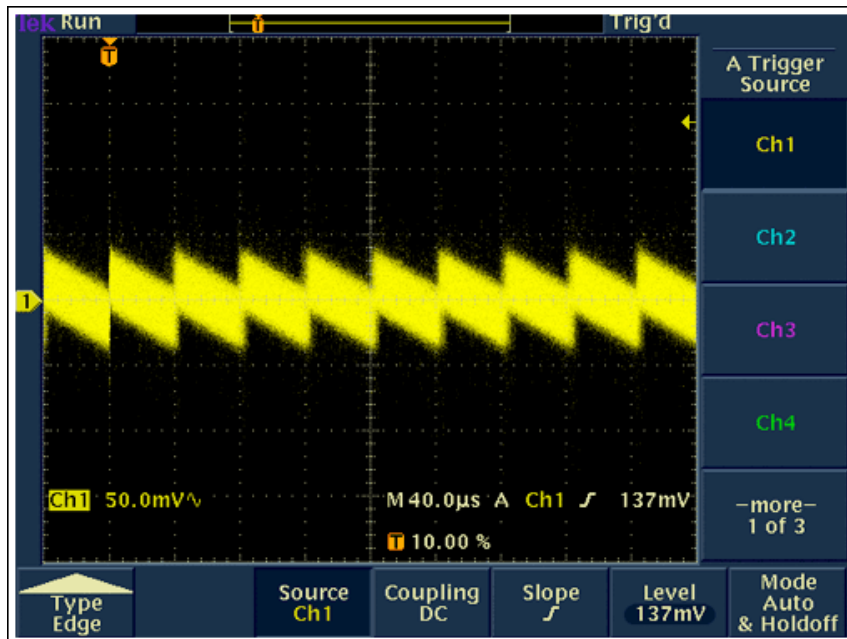 Tek Run Trig'd
T
T
A Trigger
Source
Ch1
Ch2
1
Ch3
Ch4
Ch1 50.0mV∿ M 40.0µs A Ch1 ʃ 137mV
T 10.00 %
–more–
1 of 3
Type
Edge
Source
Ch1
Coupling
DC
Slope
ʃ
Level
137mV
Mode
Auto
& Holdoff